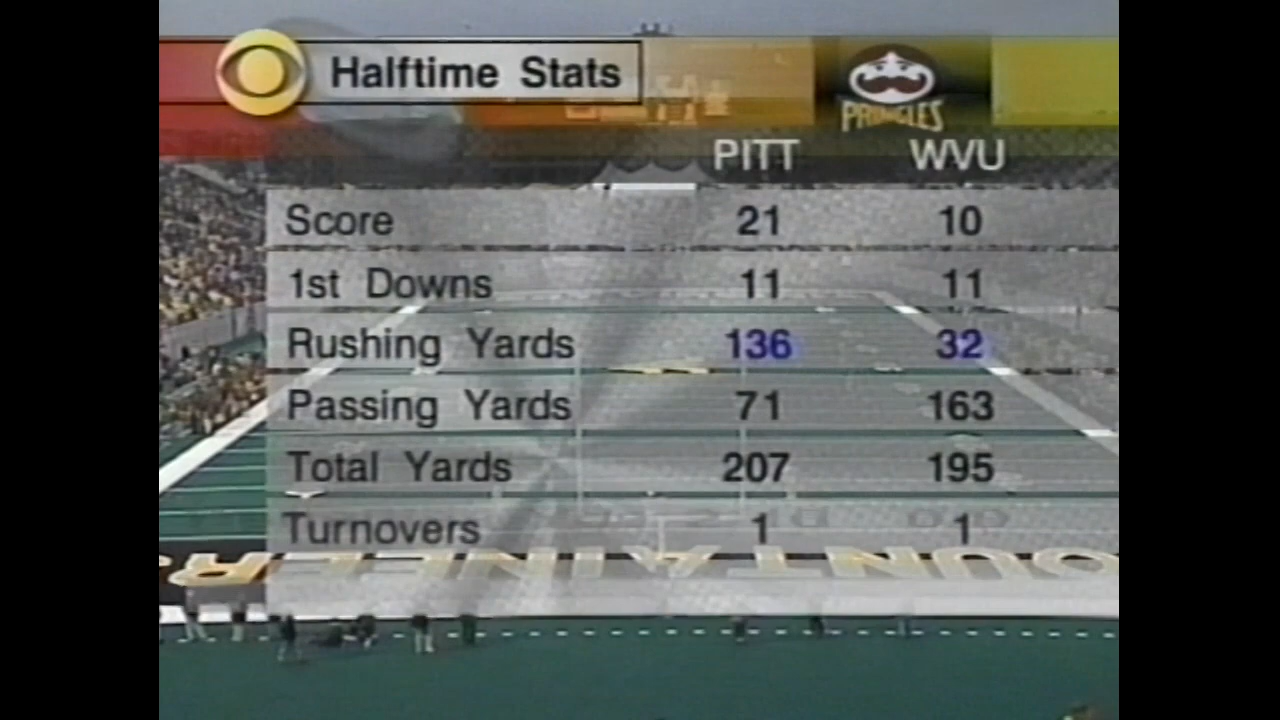 Halftime Stats
PRINGLES
PITT WVU
Score 21 10
1st Downs 11 11
Rushing Yards 136 32
Passing Yards 71 163
Total Yards 207 195
Turnovers 1 1
MOUNTAINEER